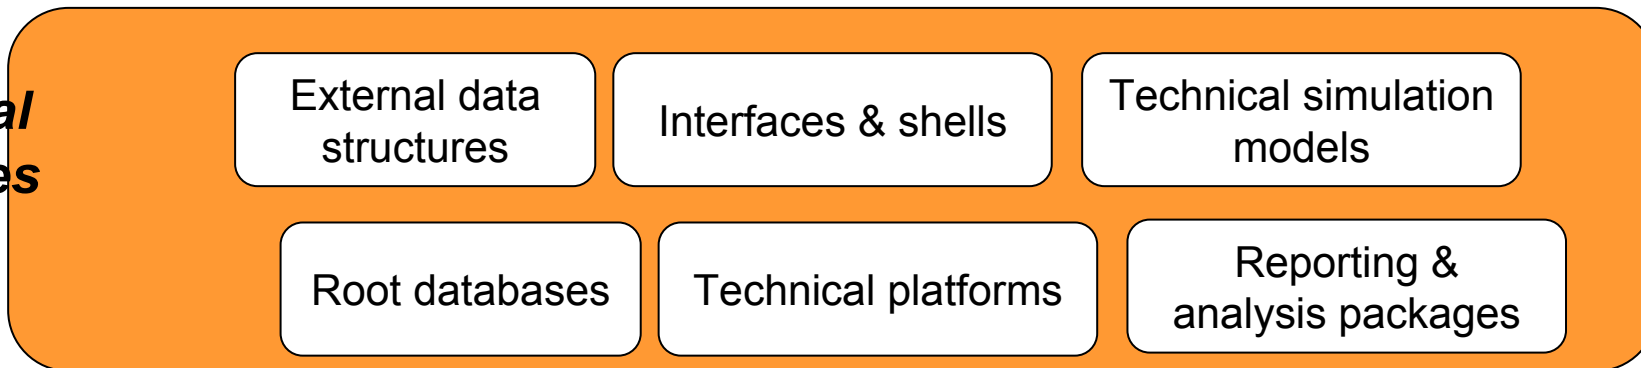 External data
structures
Interfaces & shells
Technical simulation
models
Root databases
Technical platforms
Reporting &
analysis packages